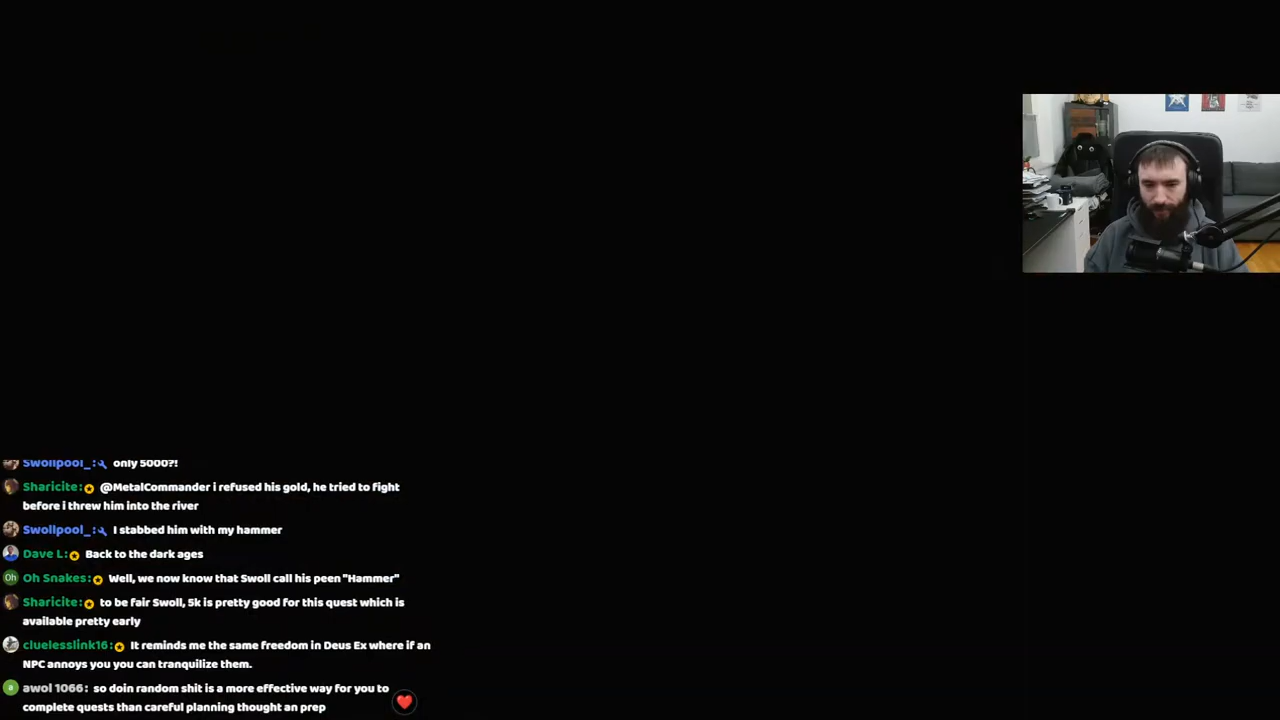 Swollpool_: only 5000?!
Sharicite: @MetalCommander i refused his gold, he tried to fight
before i threw him into the river
Swollpool_: I stabbed him with my hammer
Dave L: Back to the dark ages
Oh Oh Snakes: Well, we now know that Swoll call his peen "Hammer"
Sharicite: to be fair Swoll, 5k is pretty good for this quest which is
available pretty early
cluelesslink16: It reminds me the same freedom in Deus Ex where if an
NPC annoys you you can tranquilize them.
a awol 1066: so doin random shit is a more effective way for you to
complete quests than careful planning thought an prep